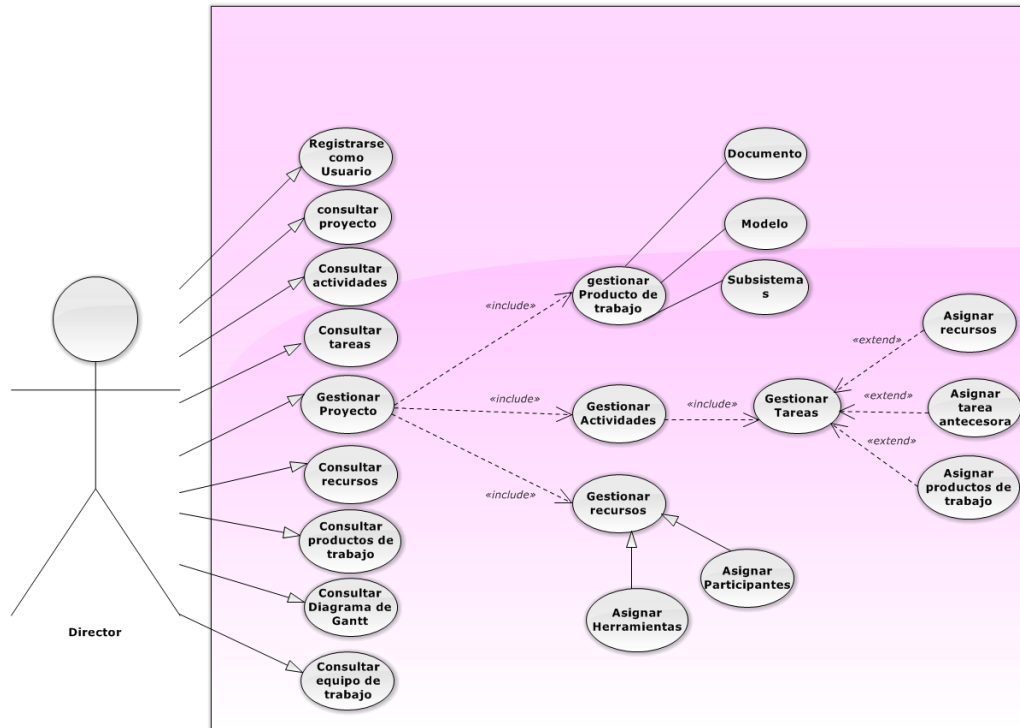 Registrarse
como
Usuario
consultar
proyecto
Consultar
actividades
Consultar
tareas
Gestionar
Proyecto
Consultar
recursos
Consultar
productos de
trabajo
Consultar
Diagrama de
Gantt
Consultar
equipo de
trabajo
Director
«include»
«include»
«include»
gestionar
Producto de
trabajo
Documento
Modelo
Subsistema
s
Gestionar
Actividades
«include»
Gestionar
Tareas
«extend»
«extend»
«extend»
Asignar
recursos
Asignar
tarea
antecesora
Asignar
productos de
trabajo
Gestionar
recursos
Asignar
Participantes
Asignar
Herramientas